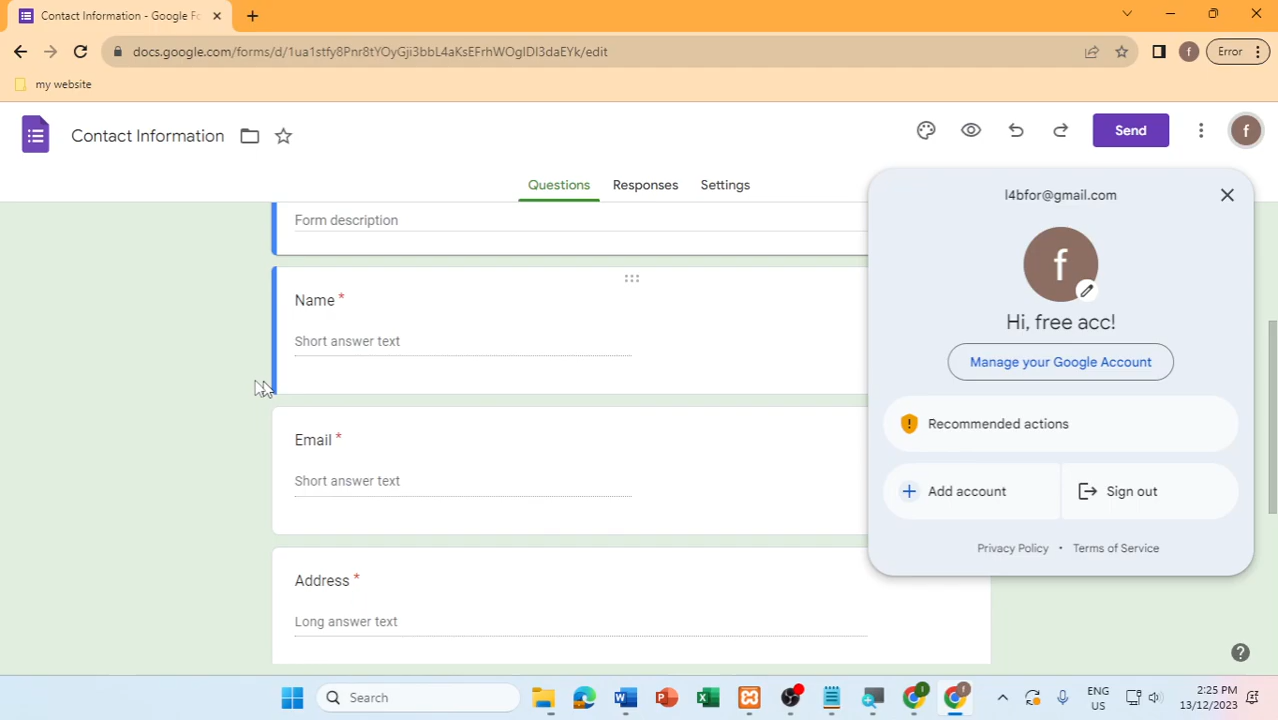 Contact Information - Google Fo
docs.google.com/forms/d/1ua1stfy8Pnr8tYOyGji3bbL4aKsEFrhWOglDI3daEYk/edit
f
Error
my website
Contact Information
Send
f
Questions
Responses
Settings
Form description
Name *
Short answer text
Email *
Short answer text
Address *
Long answer text
l4bfor@gmail.com
f
Hi, free acc!
Manage your Google Account
Recommended actions
Add account
Sign out
Privacy Policy • Terms of Service
Search
ENG
US
2:25 PM
13/12/2023